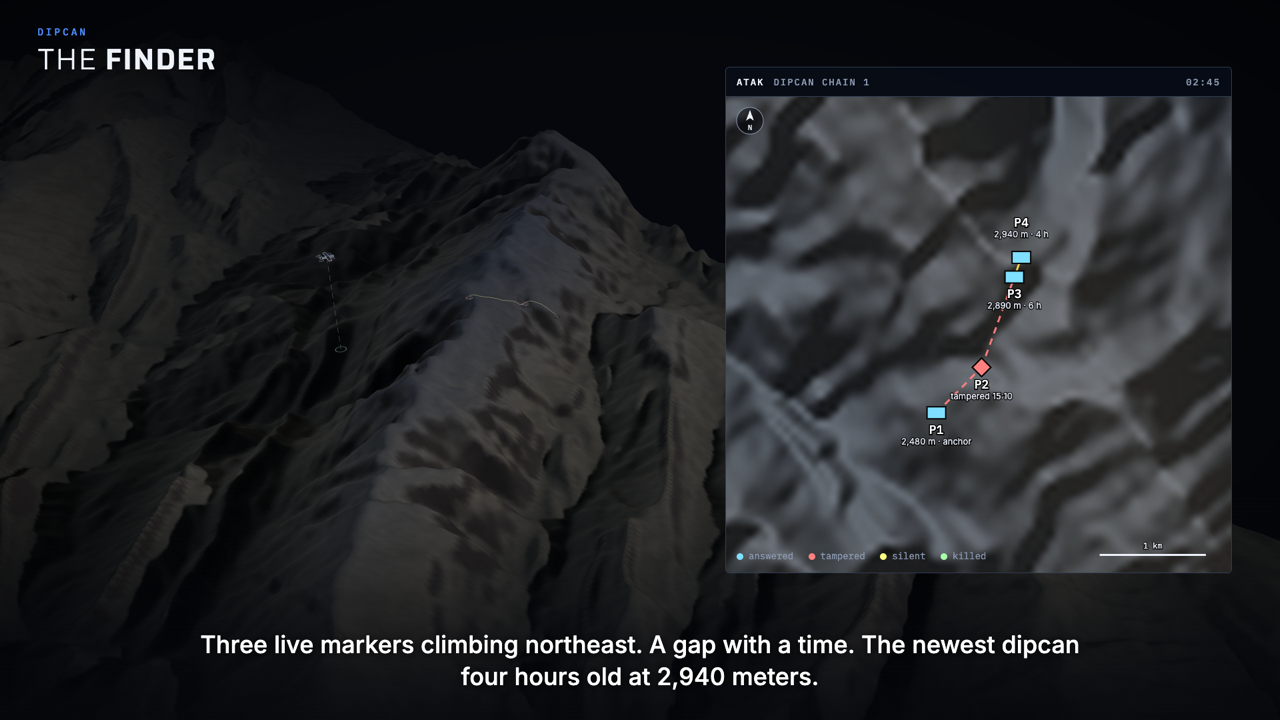 DIPCAN
THE FINDER
ATAK DIPCAN CHAIN 1 02:45
N
P4
2,940 m · 4 h
P3
2,890 m · 6 h
P2
tampered 15:10
P1
2,480 m · anchor
answered tampered silent killed
1 km
Three live markers climbing northeast. A gap with a time. The newest dipcan
four hours old at 2,940 meters.